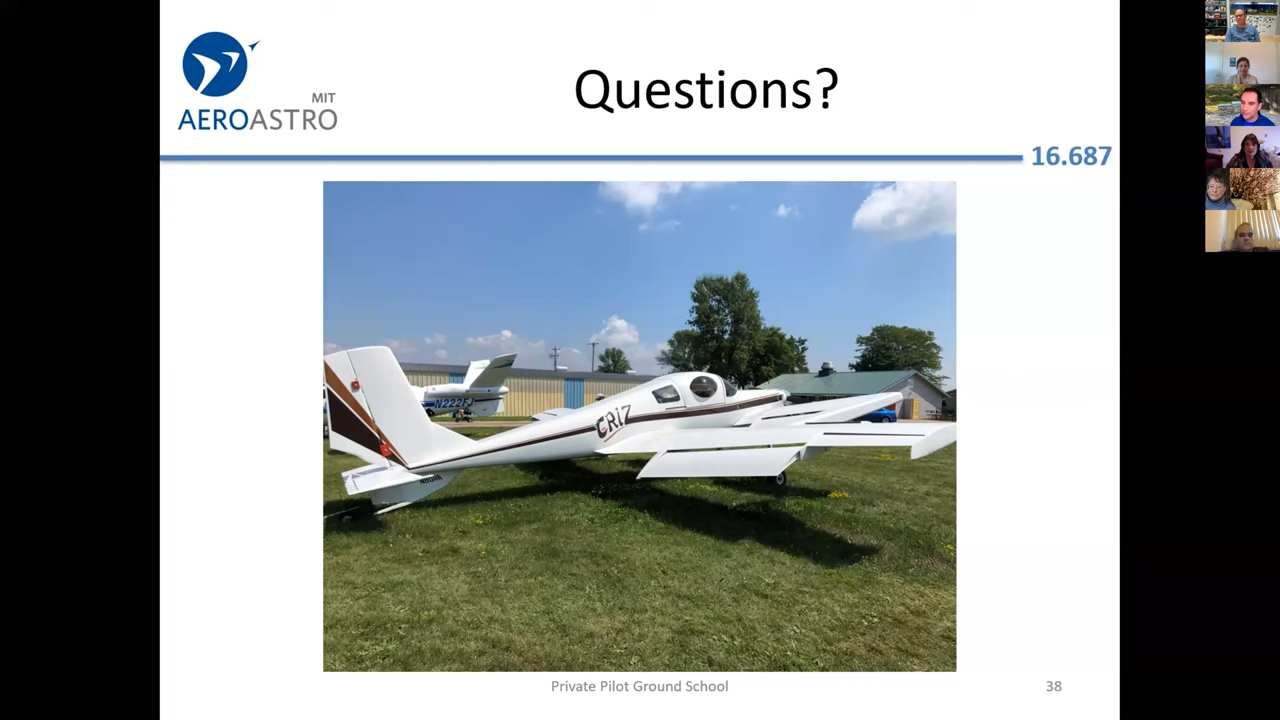 MIT
AEROASTRO
Questions?
16.687
N222FJ
CRIZ
Private Pilot Ground School
38